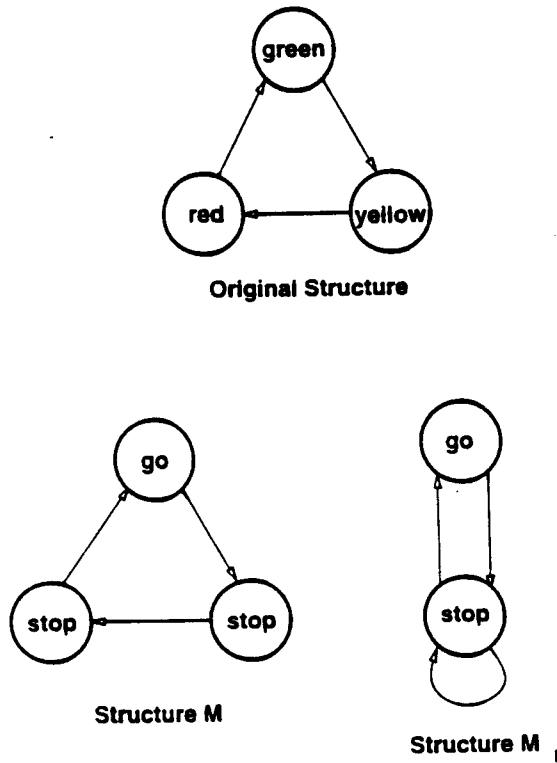 green
red
yellow
Original Structure
go
stop
stop
Structure M
go
stop
Structure M